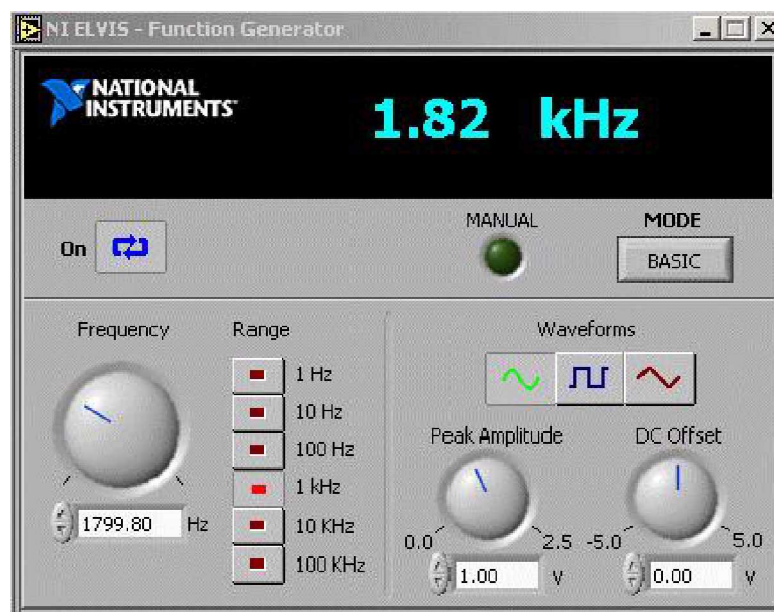 NI ELVIS - Function Generator
NATIONAL
INSTRUMENTS™
1.82 kHz
On
MANUAL
MODE
BASIC
Frequency
1799.80 Hz
Range
1 Hz
10 Hz
100 Hz
1 kHz
10 KHz
100 KHz
Waveforms
Peak Amplitude
0.0 2.5
1.00 V
DC Offset
-5.0 5.0
0.00 V